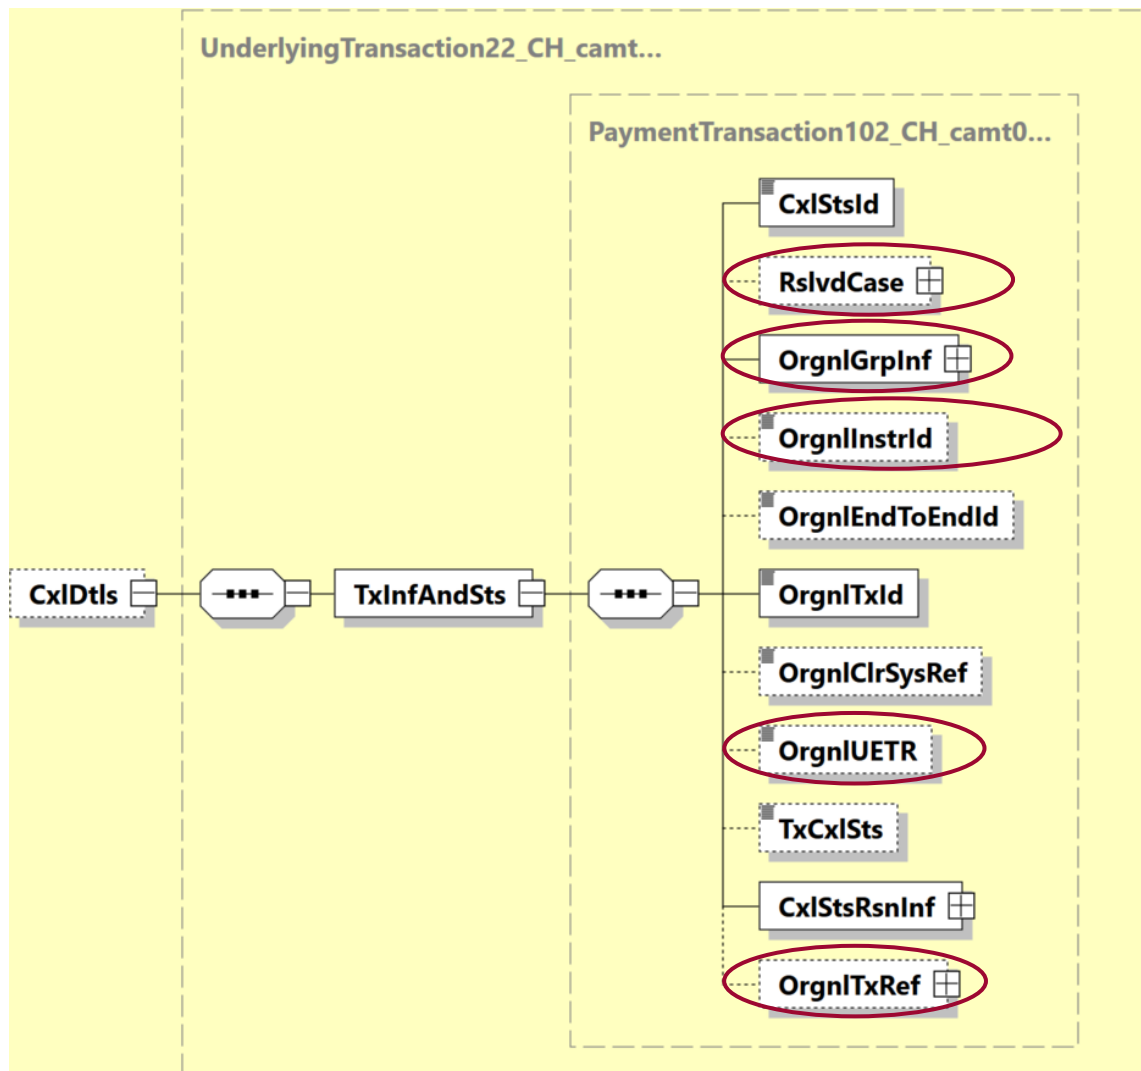 UnderlyingTransaction22_CH_camt...
PaymentTransaction102_CH_camt0...
CxlStsId
RslvdCase
OrgnlGrpInf
OrgnlInstrId
OrgnlEndToEndId
CxlDtls
TxInfAndSts
OrgnlTxId
OrgnlClrSysRef
OrgnlUETR
TxCxlSts
CxlStsRsnInf
OrgnlTxRef